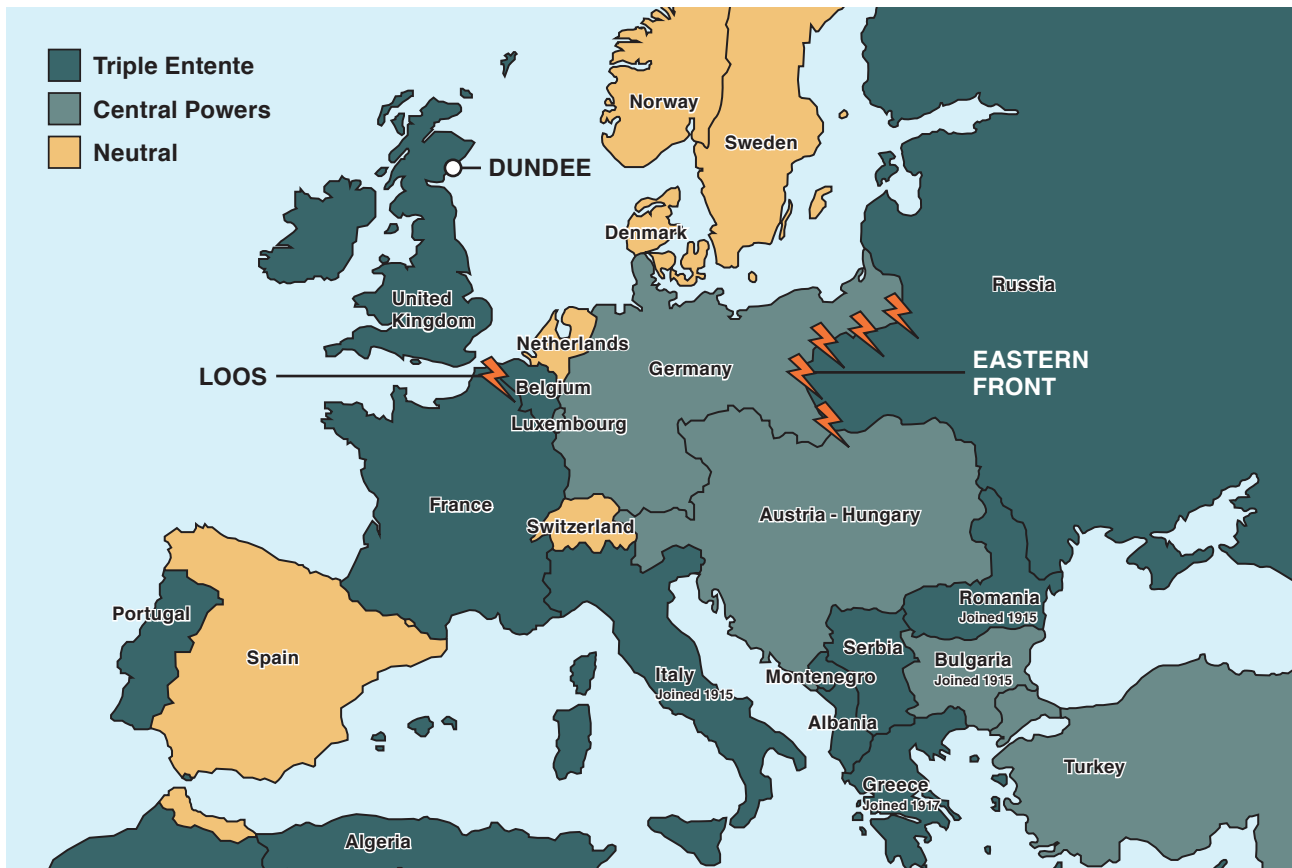 Triple Entente
Central Powers
Neutral
Norway
Sweden
DUNDEE
Denmark
Russia
United
Kingdom
Netherlands
LOOS
Belgium
Germany
EASTERN
FRONT
Luxembourg
France
Switzerland
Austria - Hungary
Portugal
Spain
Romania
Joined 1915
Serbia
Bulgaria
Joined 1915
Italy
Joined 1915
Montenegro
Albania
Turkey
Greece
Joined 1917
Algeria